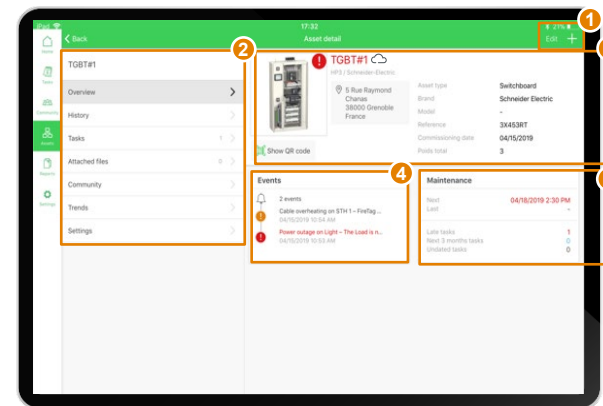 iPad
17:32
21%
1
Back
Asset detail
Edit +
Home
Tasks
Community
Assets
Reports
Settings
2
TGBT#1
Overview
History
Tasks 1
Attached files 0
Community
Trends
Settings
TGBT#1
HP3 / Schneider-Electric
5 Rue Raymond
Chanas
38000 Grenoble
France
Show QR code
Asset type Switchboard
Brand Schneider Electric
Model -
Reference 3X453RT
Commissioning date 04/15/2019
Poids total 3
4
Events
2 events
Cable overheating on STH 1 – FireTag ...
04/15/2019 10:54 AM
Power outage on Light – The Load is n...
04/15/2019 10:53 AM
Maintenance
Next 04/18/2019 2:30 PM
Last -
Late tasks 1
Next 3 months tasks 0
Undated tasks 0